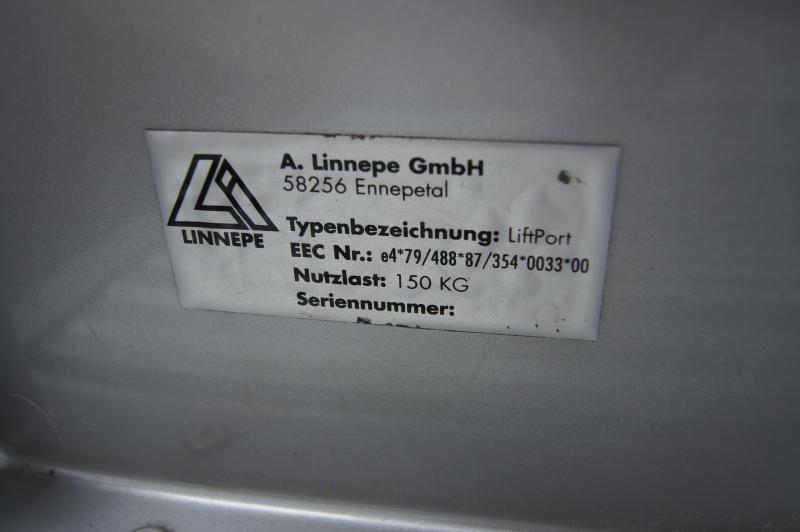 A. Linnepe GmbH
58256 Ennepetal
LINNEPE
Typenbezeichnung: LiftPort
EEC Nr.: e4*79/488*87/354*0033*00
Nutzlast: 150 KG
Seriennummer: